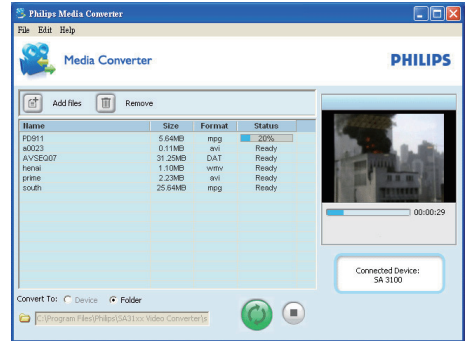 Philips Media Converter
File Edit Help
Media Converter
PHILIPS
Add files Remove
Name Size Format Status
PD911 5.64MB mpg 20%
a0023 0.11MB avi Ready
AVSEQ07 31.25MB DAT Ready
henai 1.10MB wmv Ready
prime 2.23MB avi Ready
south 25.64MB mpg Ready
00:00:29
Connected Device:
SA 3100
Convert To: Device Folder
C:\Program Files\Philips\SA31xx Video Converter\s